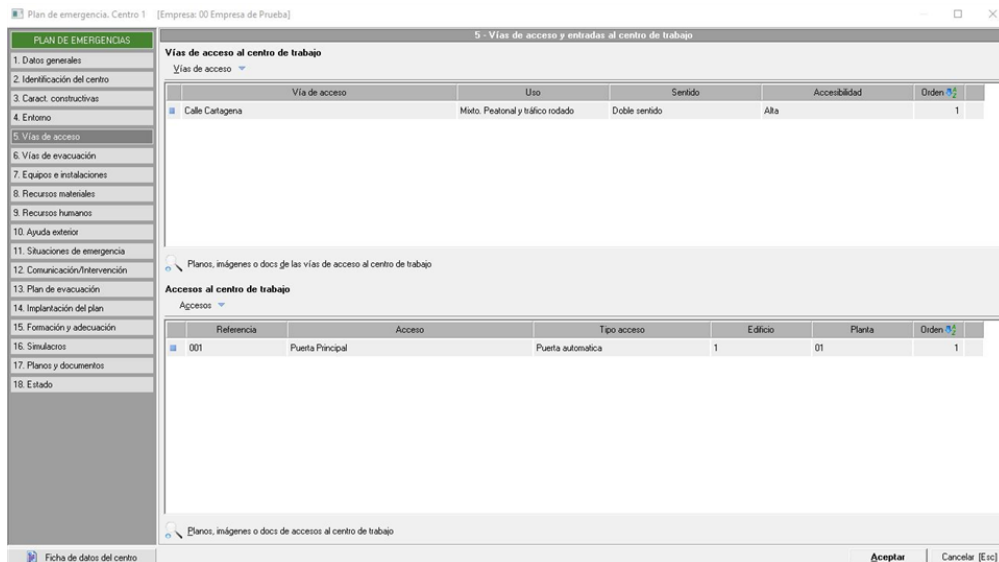 Plan de emergencia. Centro 1 [Empresa: 00 Empresa de Prueba]
PLAN DE EMERGENCIAS
1. Datos generales
2. Identificación del centro
3. Caract. constructivas
4. Entorno
5. Vías de acceso
6. Vías de evacuación
7. Equipos e instalaciones
8. Recursos materiales
9. Recursos humanos
10. Ayuda exterior
11. Situaciones de emergencia
12. Comunicación/Intervención
13. Plan de evacuación
14. Implantación del plan
15. Formación y adecuación
16. Simulacros
17. Planos y documentos
18. Estado
Ficha de datos del centro
5 - Vías de acceso y entradas al centro de trabajo
Vías de acceso al centro de trabajo
Vías de acceso
Vía de acceso Uso Sentido Accesibilidad Orden
Calle Cartagena Mixto. Peatonal y tráfico rodado Doble sentido Alta 1
Planos, imágenes o docs de las vías de acceso al centro de trabajo
Accesos al centro de trabajo
Accesos
Referencia Acceso Tipo acceso Edificio Planta Orden
001 Puerta Principal Puerta automatica 1 01 1
Planos, imágenes o docs de accesos al centro de trabajo
Aceptar Cancelar [Esc]